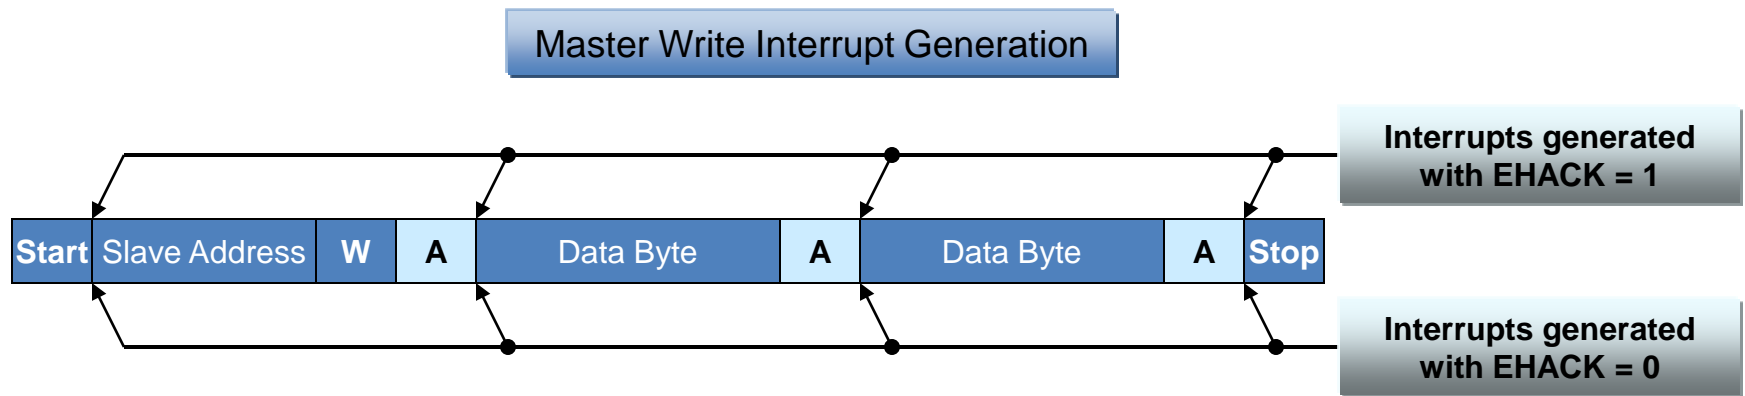 Master Write Interrupt Generation
Interrupts generated
with EHACK = 1
Start Slave Address W A Data Byte A Data Byte A Stop
Interrupts generated
with EHACK = 0